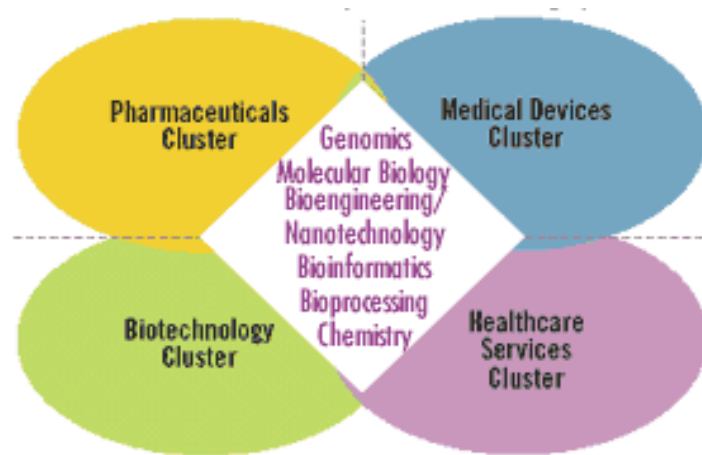 Pharmaceuticals
Cluster
Medical Devices
Cluster
Genomics
Molecular Biology
Bioengineering/
Nanotechnology
Bioinformatics
Bioprocessing
Chemistry
Biotechnology
Cluster
Healthcare
Services
Cluster